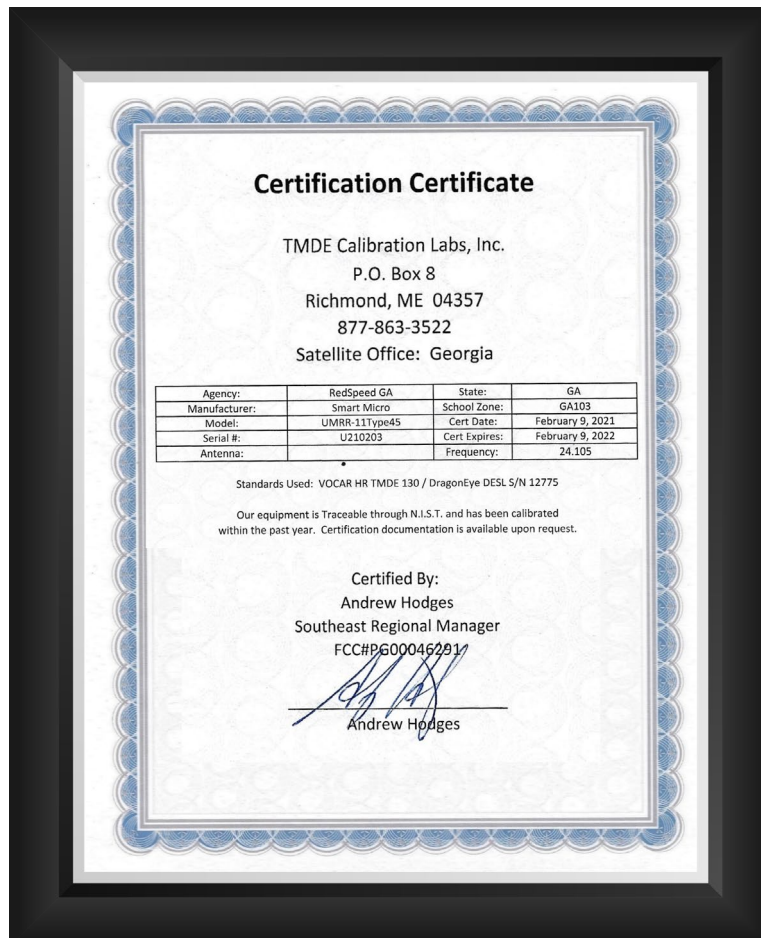 Certification Certificate
TMDE Calibration Labs, Inc.
P.O. Box 8
Richmond, ME 04357
877-863-3522
Satellite Office: Georgia
Agency: RedSpeed GA State: GA
Manufacturer: Smart Micro School Zone: GA103
Model: UMRR-11Type45 Cert Date: February 9, 2021
Serial #: U210203 Cert Expires: February 9, 2022
Antenna: Frequency: 24.105
Standards Used: VOCAR HR TMDE 130 / DragonEye DESL S/N 12775
Our equipment is Traceable through N.I.S.T. and has been calibrated
within the past year. Certification documentation is available upon request.
Certified By:
Andrew Hodges
Southeast Regional Manager
FCC#PG00046291
Andrew Hodges